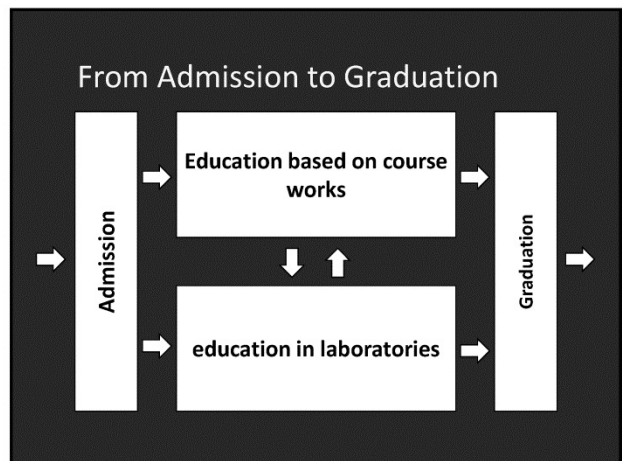 From Admission to Graduation
Admission
Education based on course
works
education in laboratories
Graduation